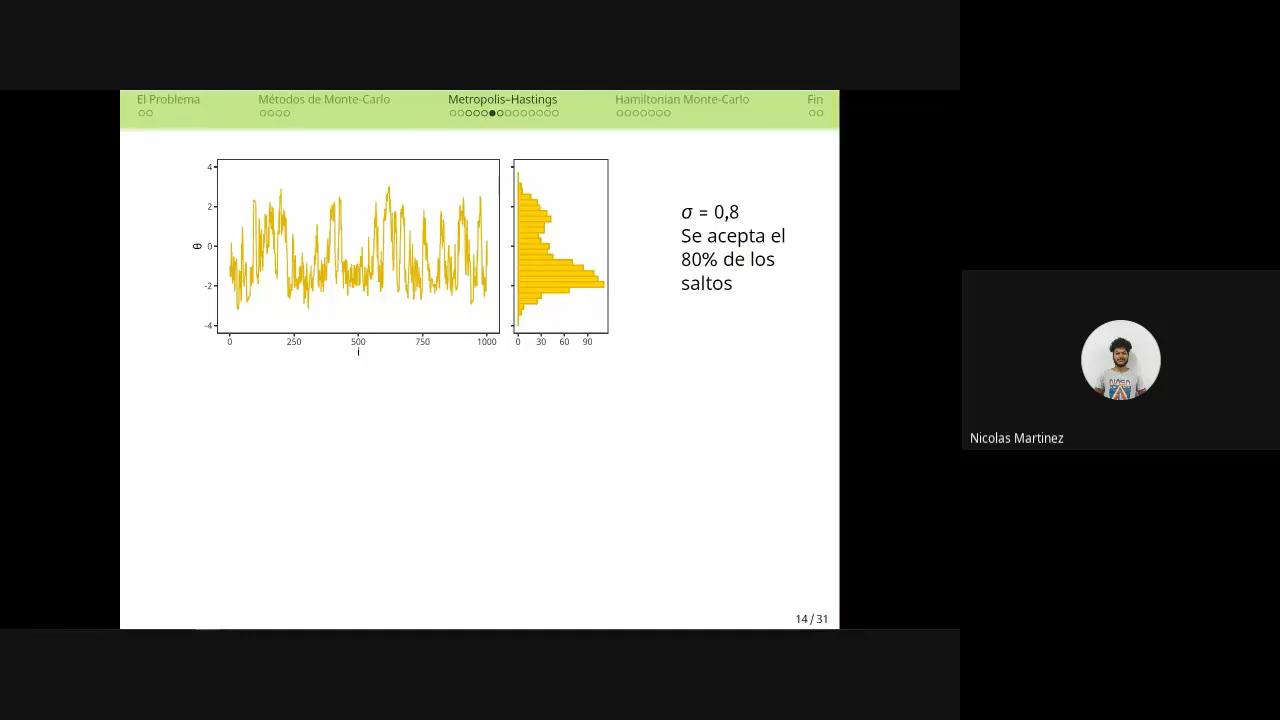 El Problema
Métodos de Monte-Carlo
Metropolis–Hastings
Hamiltonian Monte-Carlo
Fin
4
2
0
-2
-4
θ
0 250 500 750 1000
i
0 30 60 90
σ = 0,8
Se acepta el
80% de los
saltos
NASA
Nicolas Martinez
14 / 31